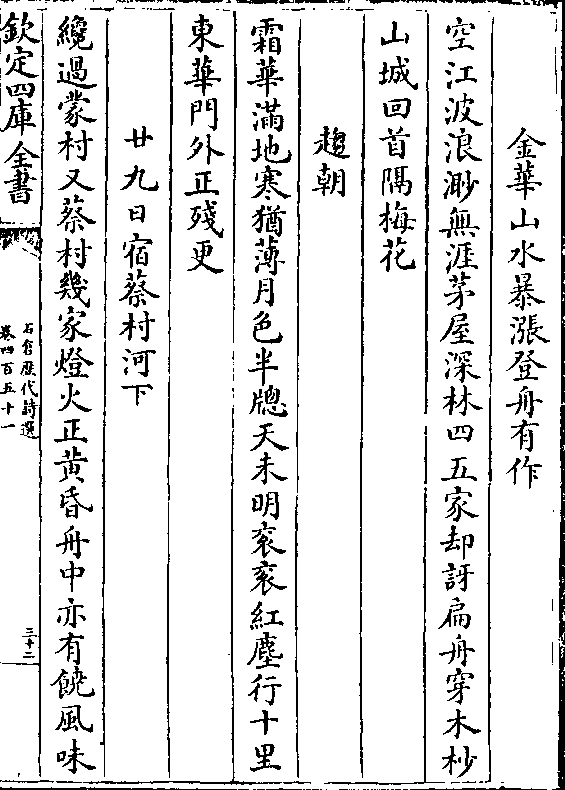 金華山水暴漲登舟有作
空江波浪渺無涯茅屋深林四五家却訝扁舟穿木杪
山城回首隔梅花
趨朝
霜華滿地寒猶薄月色半牎天未明衮衮紅塵行十里
東華門外正殘更
廿九日宿蔡村河下
纔過蒙村又蔡村幾家燈火正黄昏舟中亦有饒風味
欽定四庫全書
石倉歷代詩選
卷四百五十一
三十二